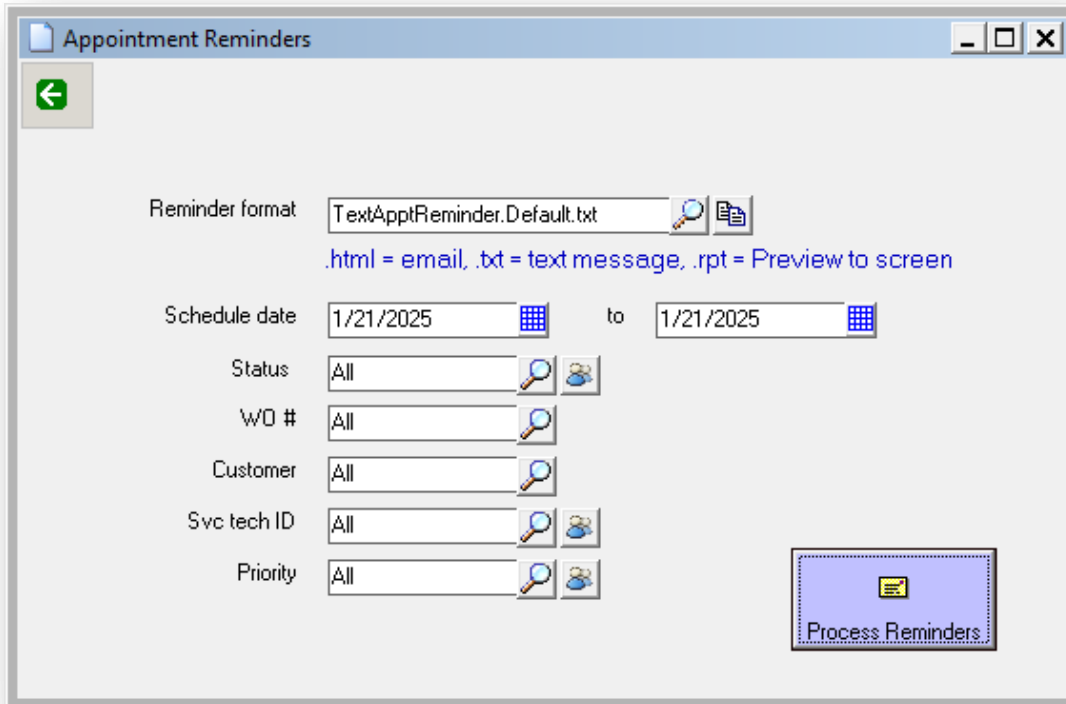 Appointment Reminders
Reminder format TextApptReminder.Default.txt
.html = email, .txt = text message, .rpt = Preview to screen
Schedule date 1/21/2025 to 1/21/2025
Status All
WO # All
Customer All
Svc tech ID All
Priority All
Process Reminders